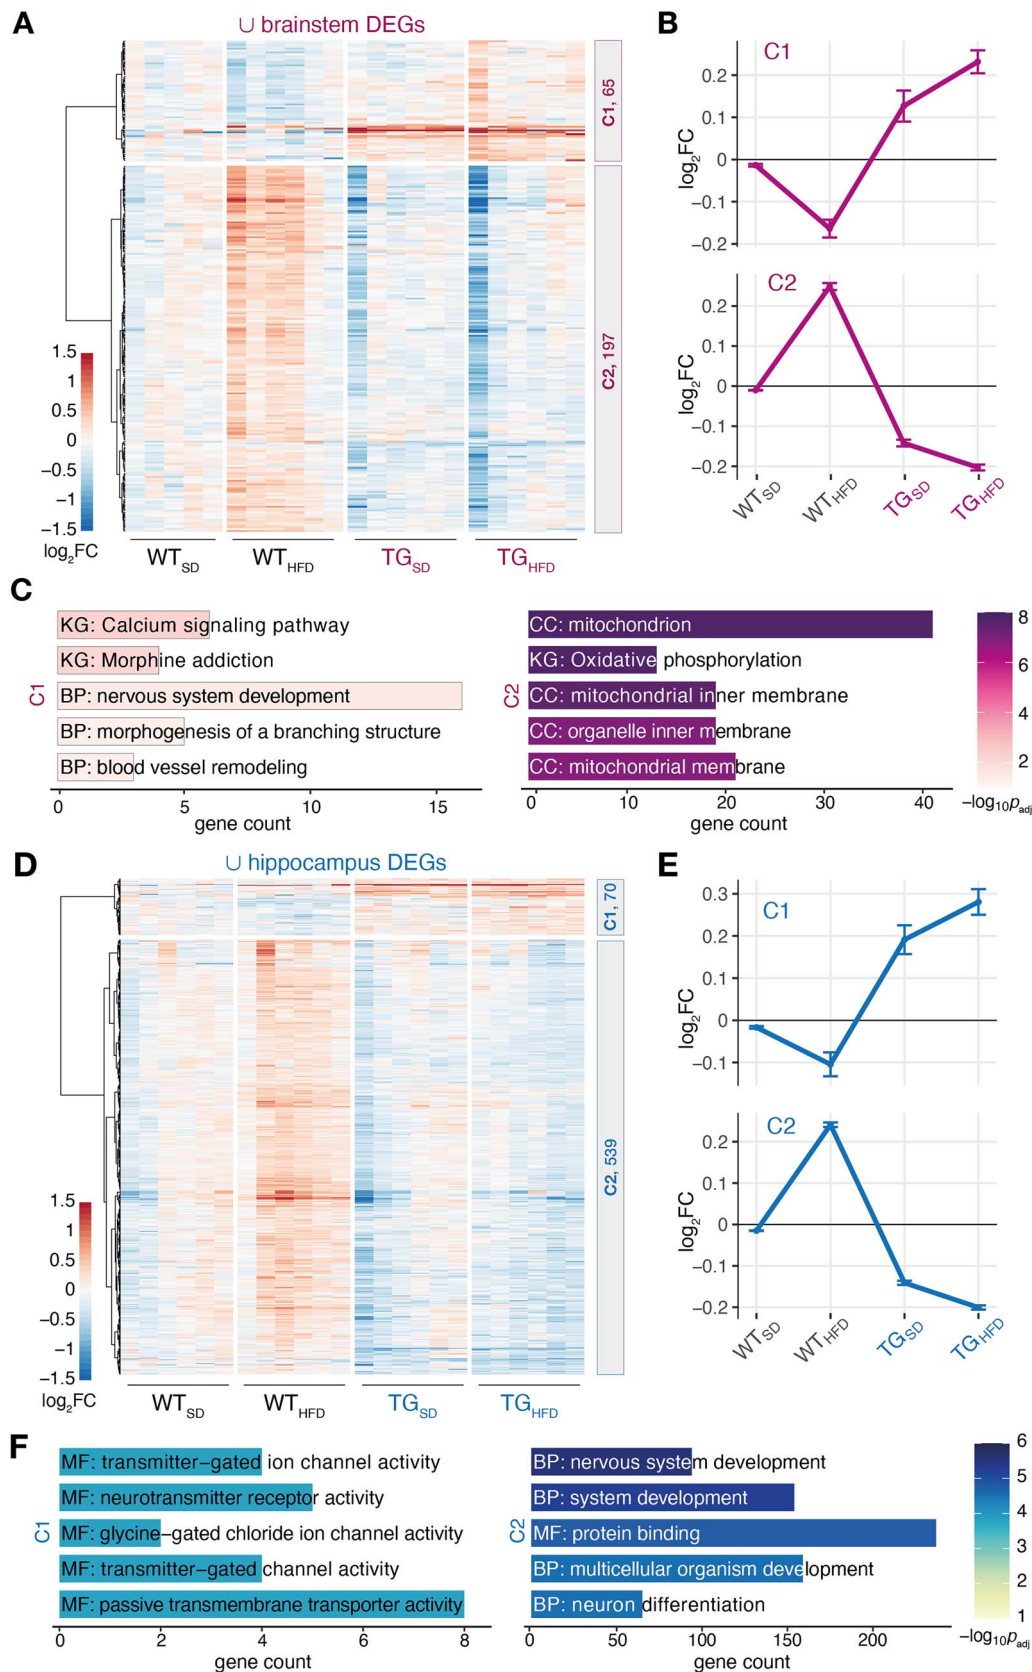 A
∪ brainstem DEGs
C1, 65
C2, 197
1.5
1
0.5
0
−0.5
−1
−1.5
log2FC
WTSD
WTHFD
TGSD
TGHFD
B
C1
0.2
0.1
0
−0.1
−0.2
log2FC
C2
0.2
0.1
0
−0.1
−0.2
log2FC
WTSD
WTHFD
TGSD
TGHFD
C
C1
KG: Calcium signaling pathway
KG: Morphine addiction
BP: nervous system development
BP: morphogenesis of a branching structure
BP: blood vessel remodeling
0 5 10 15
gene count
C2
CC: mitochondrion
KG: Oxidative phosphorylation
CC: mitochondrial inner membrane
CC: organelle inner membrane
CC: mitochondrial membrane
0 10 20 30 40
gene count
8
6
4
2
−log10padj
D
∪ hippocampus DEGs
C1, 70
C2, 539
1.5
1
0.5
0
−0.5
−1
−1.5
log2FC
WTSD
WTHFD
TGSD
TGHFD
E
C1
0.3
0.2
0.1
0
−0.1
log2FC
C2
0.2
0.1
0
−0.1
−0.2
log2FC
WTSD
WTHFD
TGSD
TGHFD
F
C1
MF: transmitter−gated ion channel activity
MF: neurotransmitter receptor activity
MF: glycine−gated chloride ion channel activity
MF: transmitter−gated channel activity
MF: passive transmembrane transporter activity
0 2 4 6 8
gene count
C2
BP: nervous system development
BP: system development
MF: protein binding
BP: multicellular organism development
BP: neuron differentiation
0 50 100 200
gene count
6
5
4
3
2
1
−log10padj